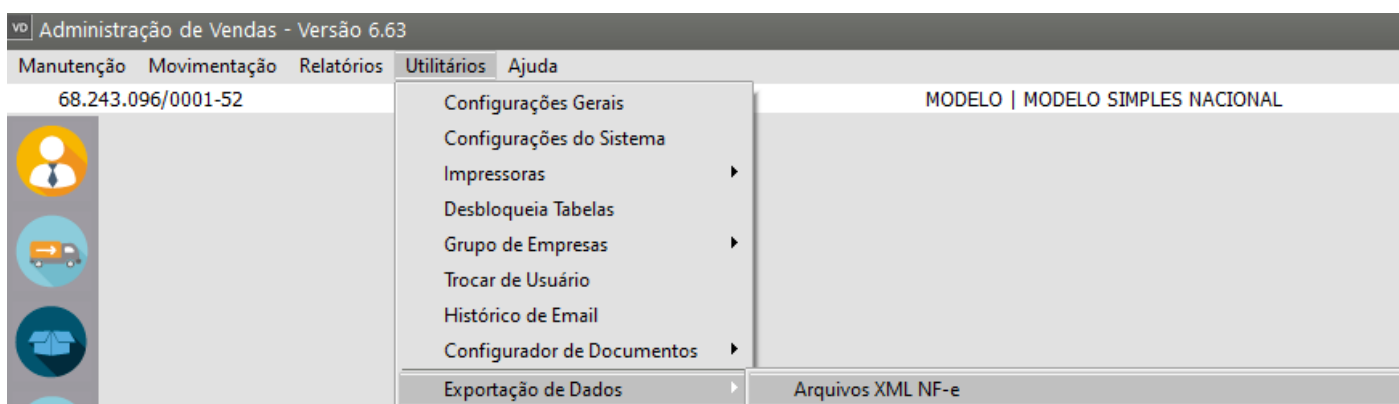 VD Administração de Vendas - Versão 6.63
Manutenção Movimentação Relatórios Utilitários Ajuda
68.243.096/0001-52 MODELO | MODELO SIMPLES NACIONAL
Configurações Gerais
Configurações do Sistema
Impressoras
Desbloqueia Tabelas
Grupo de Empresas
Trocar de Usuário
Histórico de Email
Configurador de Documentos
Exportação de Dados Arquivos XML NF-e